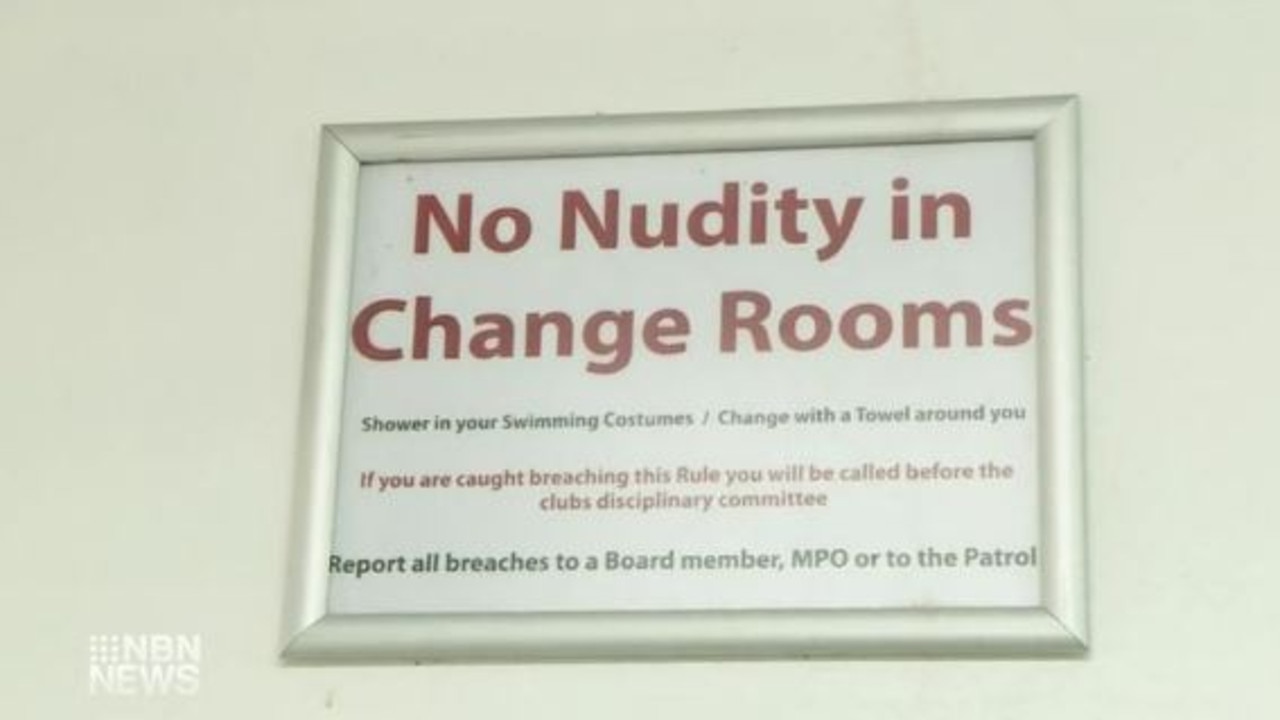 No Nudity in
Change Rooms
Shower in your Swimming Costumes / Change with a Towel around you
If you are caught breaching this Rule you will be called before the
clubs disciplinary committee
Report all breaches to a Board member, MPO or to the Patrol
NBN
NEWS